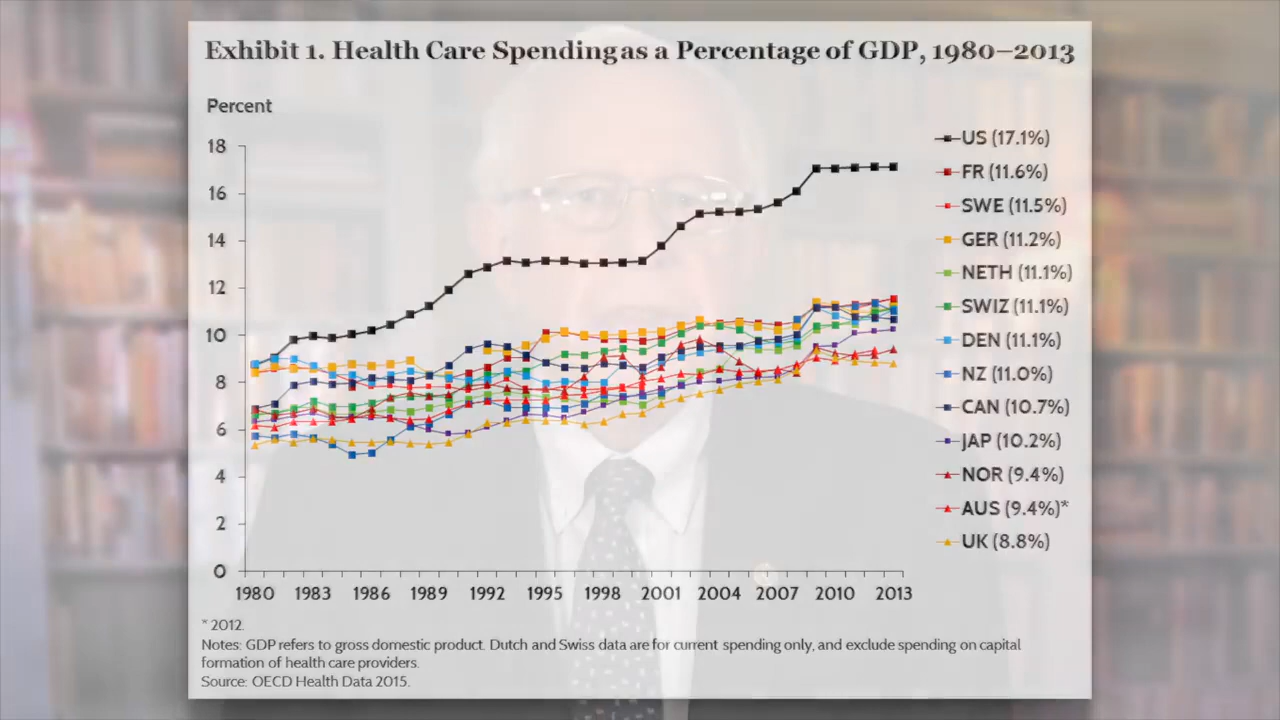 Exhibit 1. Health Care Spending as a Percentage of GDP, 1980–2013
Percent
18
16
14
12
10
8
6
4
2
0
1980 1983 1986 1989 1992 1995 1998 2001 2004 2007 2010 2013
US (17.1%)
FR (11.6%)
SWE (11.5%)
GER (11.2%)
NETH (11.1%)
SWIZ (11.1%)
DEN (11.1%)
NZ (11.0%)
CAN (10.7%)
JAP (10.2%)
NOR (9.4%)
AUS (9.4%)*
UK (8.8%)
* 2012.
Notes: GDP refers to gross domestic product. Dutch and Swiss data are for current spending only, and exclude spending on capital
formation of health care providers.
Source: OECD Health Data 2015.